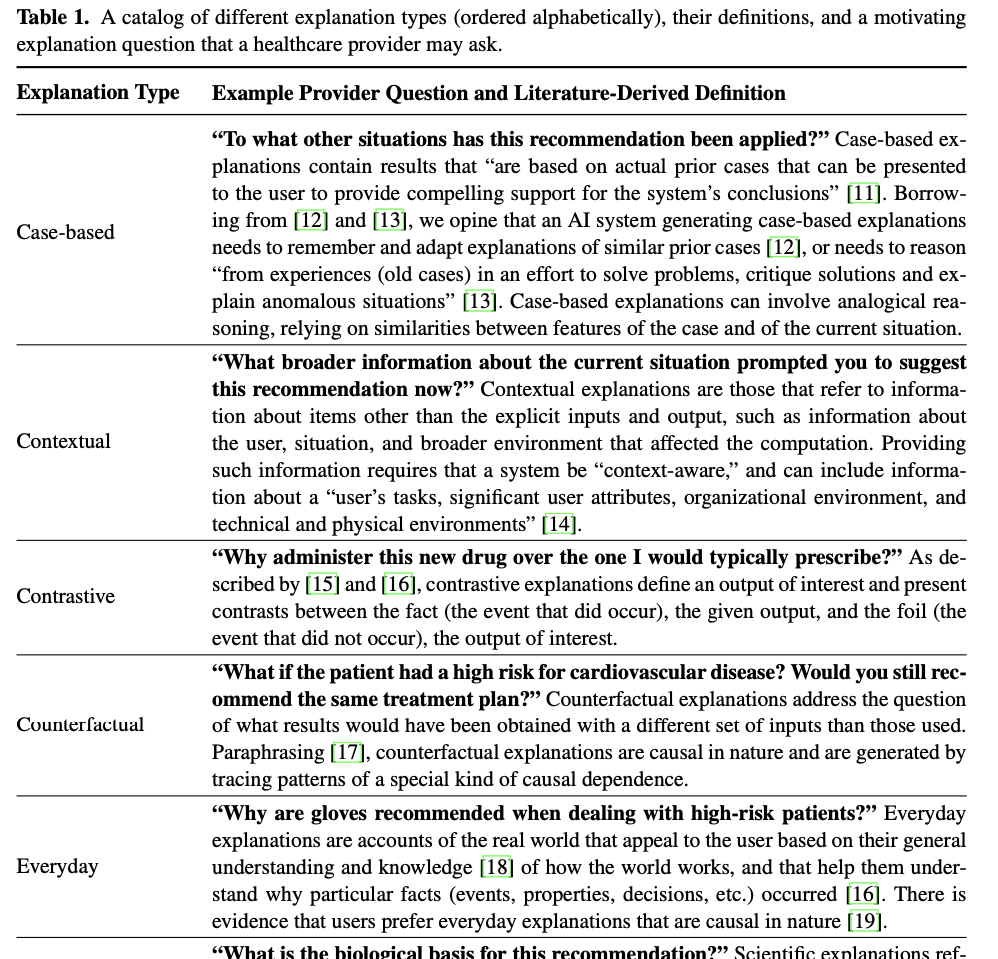 Table 1. A catalog of different explanation types (ordered alphabetically), their definitions, and a motivating
explanation question that a healthcare provider may ask.
Explanation Type Example Provider Question and Literature-Derived Definition
Case-based
“To what other situations has this recommendation been applied?” Case-based ex-
planations contain results that “are based on actual prior cases that can be presented
to the user to provide compelling support for the system’s conclusions” [11]. Borrow-
ing from [12] and [13], we opine that an AI system generating case-based explanations
needs to remember and adapt explanations of similar prior cases [12], or needs to reason
“from experiences (old cases) in an effort to solve problems, critique solutions and ex-
plain anomalous situations” [13]. Case-based explanations can involve analogical rea-
soning, relying on similarities between features of the case and of the current situation.
Contextual
“What broader information about the current situation prompted you to suggest
this recommendation now?” Contextual explanations are those that refer to informa-
tion about items other than the explicit inputs and output, such as information about
the user, situation, and broader environment that affected the computation. Providing
such information requires that a system be “context-aware,” and can include informa-
tion about a “user’s tasks, significant user attributes, organizational environment, and
technical and physical environments” [14].
Contrastive
“Why administer this new drug over the one I would typically prescribe?” As de-
scribed by [15] and [16], contrastive explanations define an output of interest and present
contrasts between the fact (the event that did occur), the given output, and the foil (the
event that did not occur), the output of interest.
Counterfactual
“What if the patient had a high risk for cardiovascular disease? Would you still rec-
ommend the same treatment plan?” Counterfactual explanations address the question
of what results would have been obtained with a different set of inputs than those used.
Paraphrasing [17], counterfactual explanations are causal in nature and are generated by
tracing patterns of a special kind of causal dependence.
Everyday
“Why are gloves recommended when dealing with high-risk patients?” Everyday
explanations are accounts of the real world that appeal to the user based on their general
understanding and knowledge [18] of how the world works, and that help them under-
stand why particular facts (events, properties, decisions, etc.) occurred [16]. There is
evidence that users prefer everyday explanations that are causal in nature [19].
“What is the biological basis for this recommendation?” Scientific explanations ref-